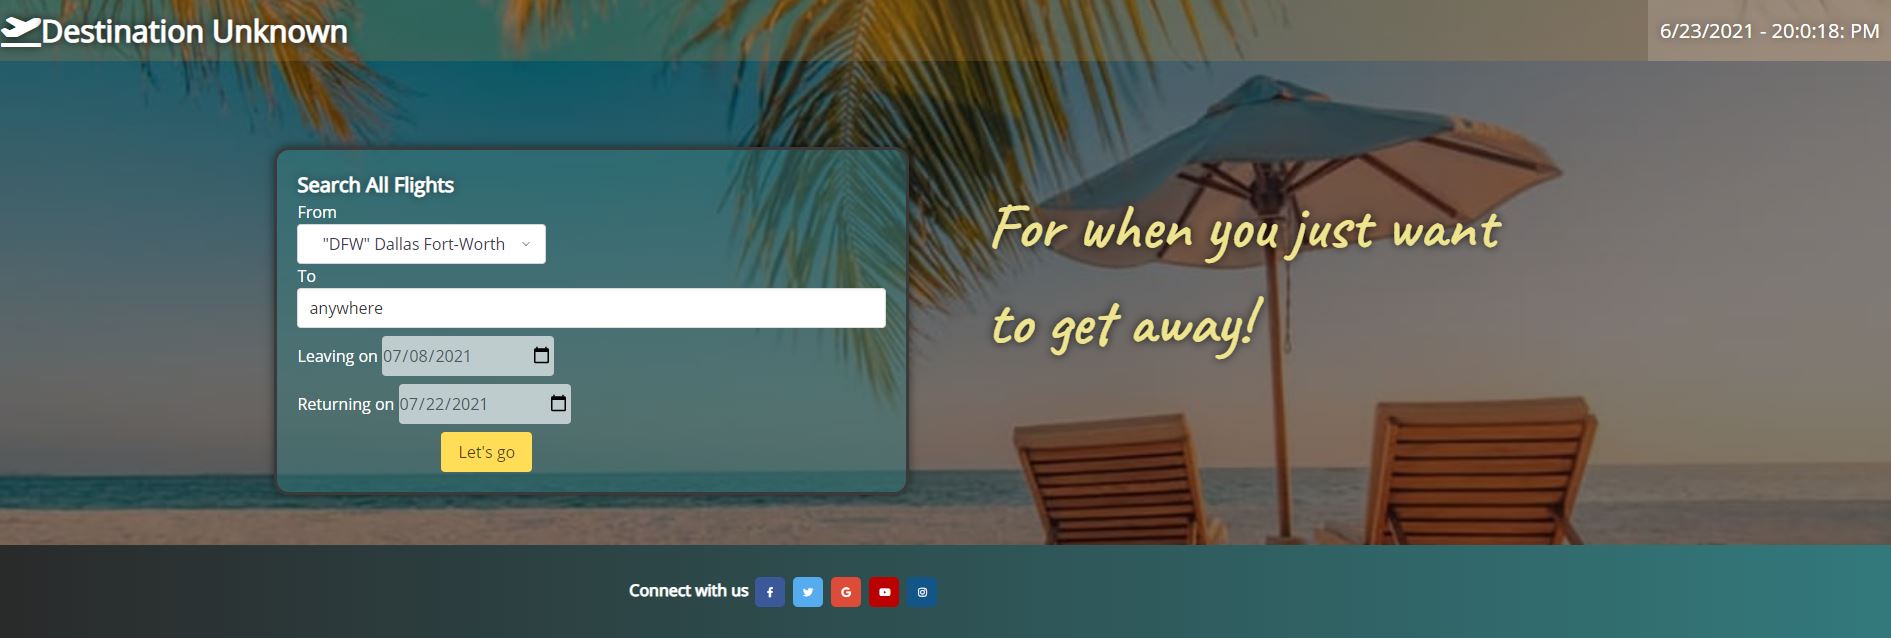 Destination Unknown
6/23/2021 - 20:0:18: PM
Search All Flights
From
"DFW" Dallas Fort-Worth
To
anywhere
Leaving on 07/08/2021
Returning on 07/22/2021
Let's go
For when you just want
to get away!
Connect with us